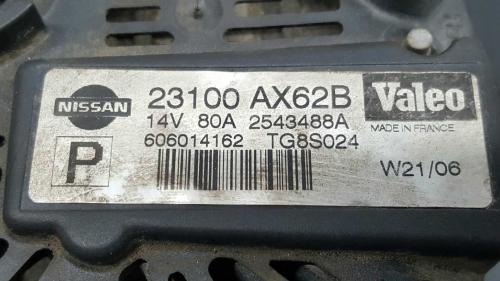 NISSAN
23100 AX62B
Valeo
14V 80A 2543488A
MADE IN FRANCE
P
606014162 TG8S024
W21/06